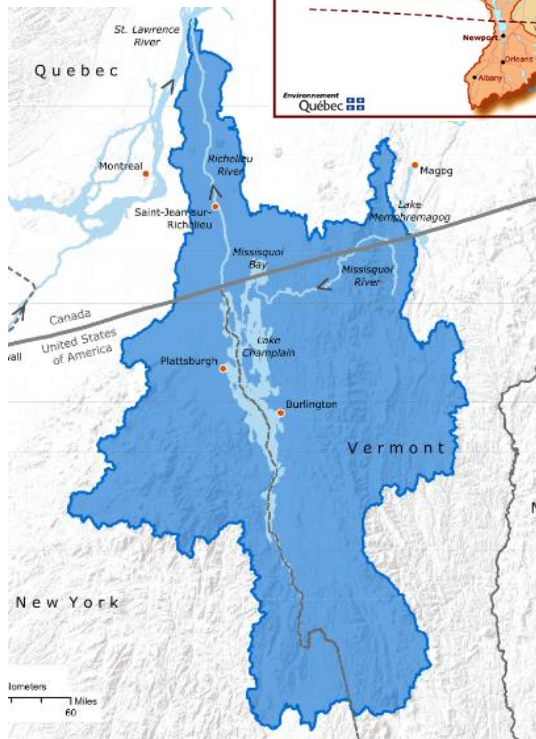 St. Lawrence
River
Quebec
Newport
Orleans
Albany
Environnement
Québec
Montreal
Richelieu
River
Magog
Saint-Jean-sur-
Richelieu
Lake
Memphremagog
Missisquoi
Bay
Missisquoi
River
Canada
United States
of America
Lake
Champlain
Plattsburgh
Burlington
Vermont
New York
Miles
60